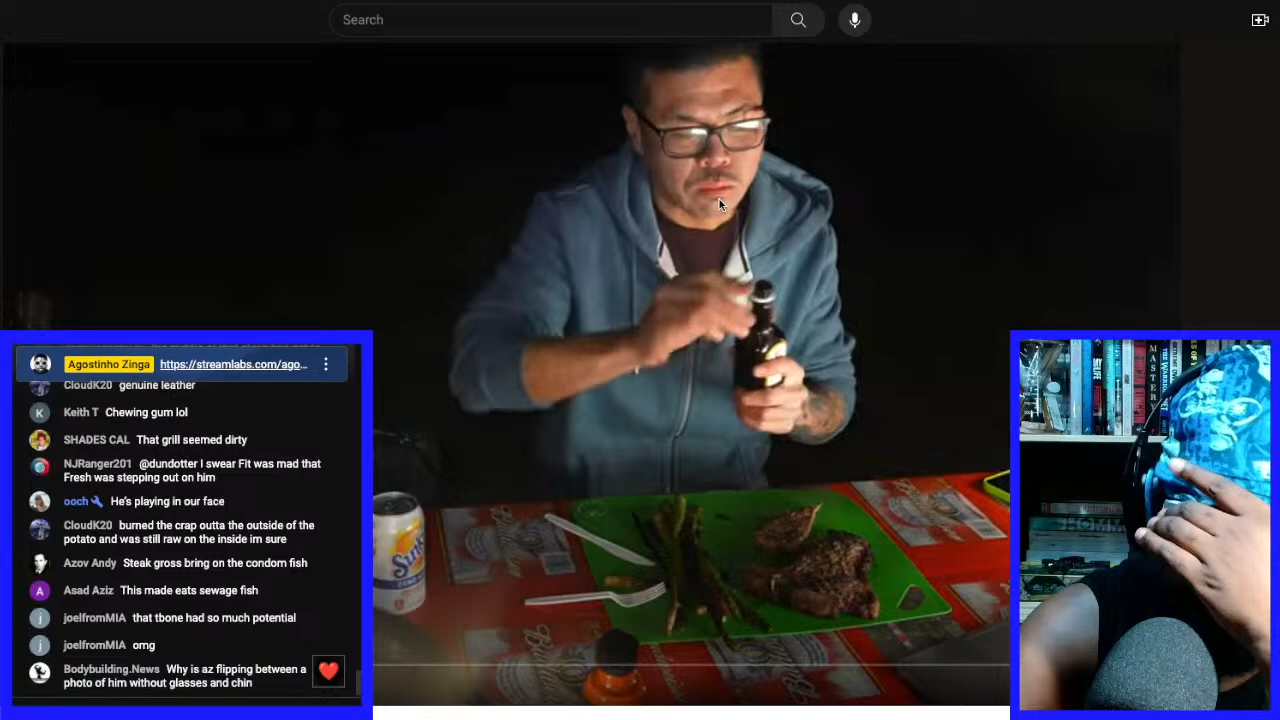 Search
Agostinho Zinga https://streamlabs.com/ago...
CloudK20 genuine leather
K Keith T Chewing gum lol
SHADES CAL That grill seemed dirty
NJRanger201 @dundotter I swear Fit was mad that
Fresh was stepping out on him
ooch He's playing in our face
CloudK20 burned the crap outta the outside of the
potato and was still raw on the inside im sure
Azov Andy Steak gross bring on the condom fish
A Asad Aziz This made eats sewage fish
j joelfromMIA that tbone had so much potential
j joelfromMIA omg
Bodybuilding.News Why is az flipping between a
photo of him without glasses and chin
MASTERY